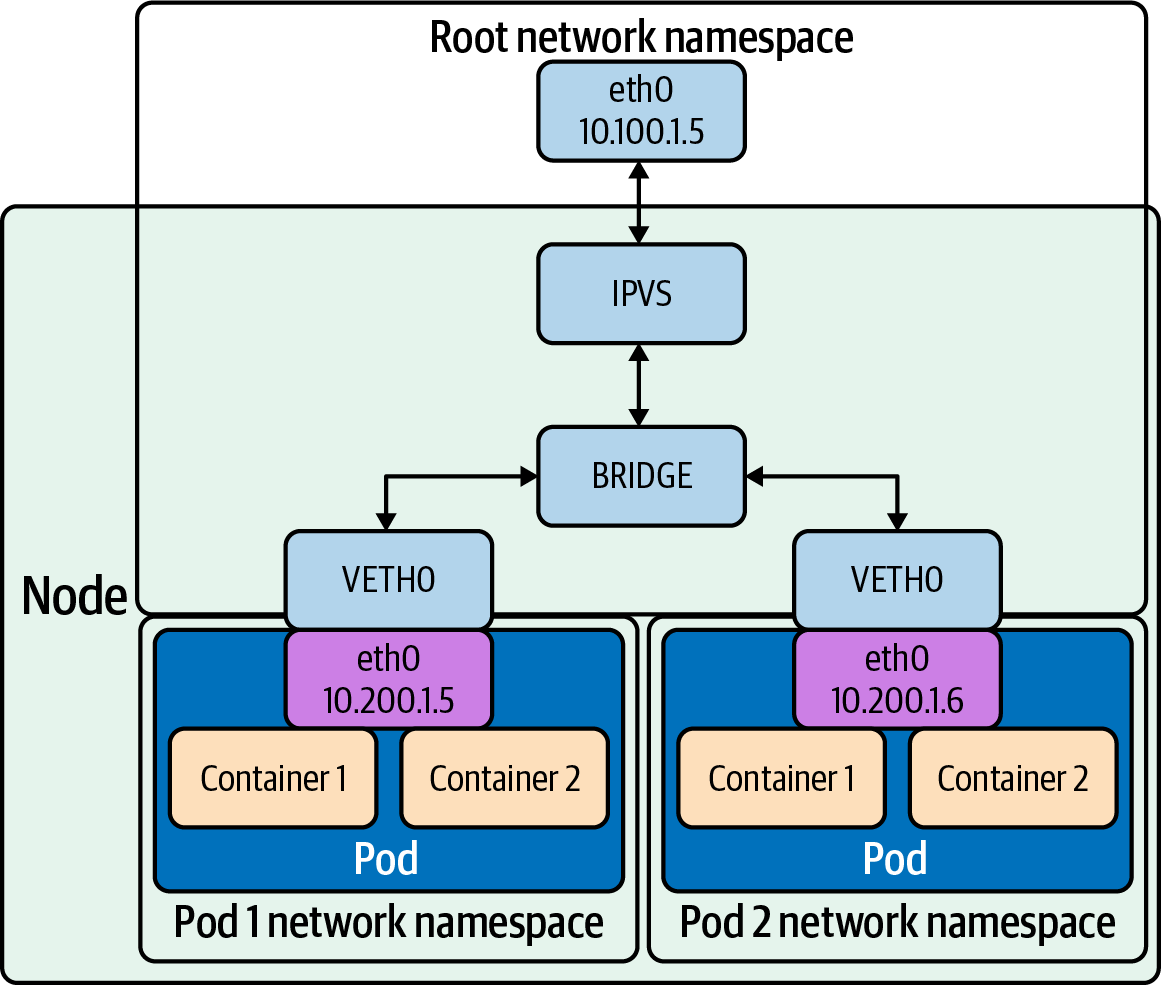 Root network namespace
eth0
10.100.1.5
IPVS
BRIDGE
VETH0
VETH0
Node
eth0
10.200.1.5
eth0
10.200.1.6
Container 1
Container 2
Container 1
Container 2
Pod
Pod
Pod 1 network namespace
Pod 2 network namespace